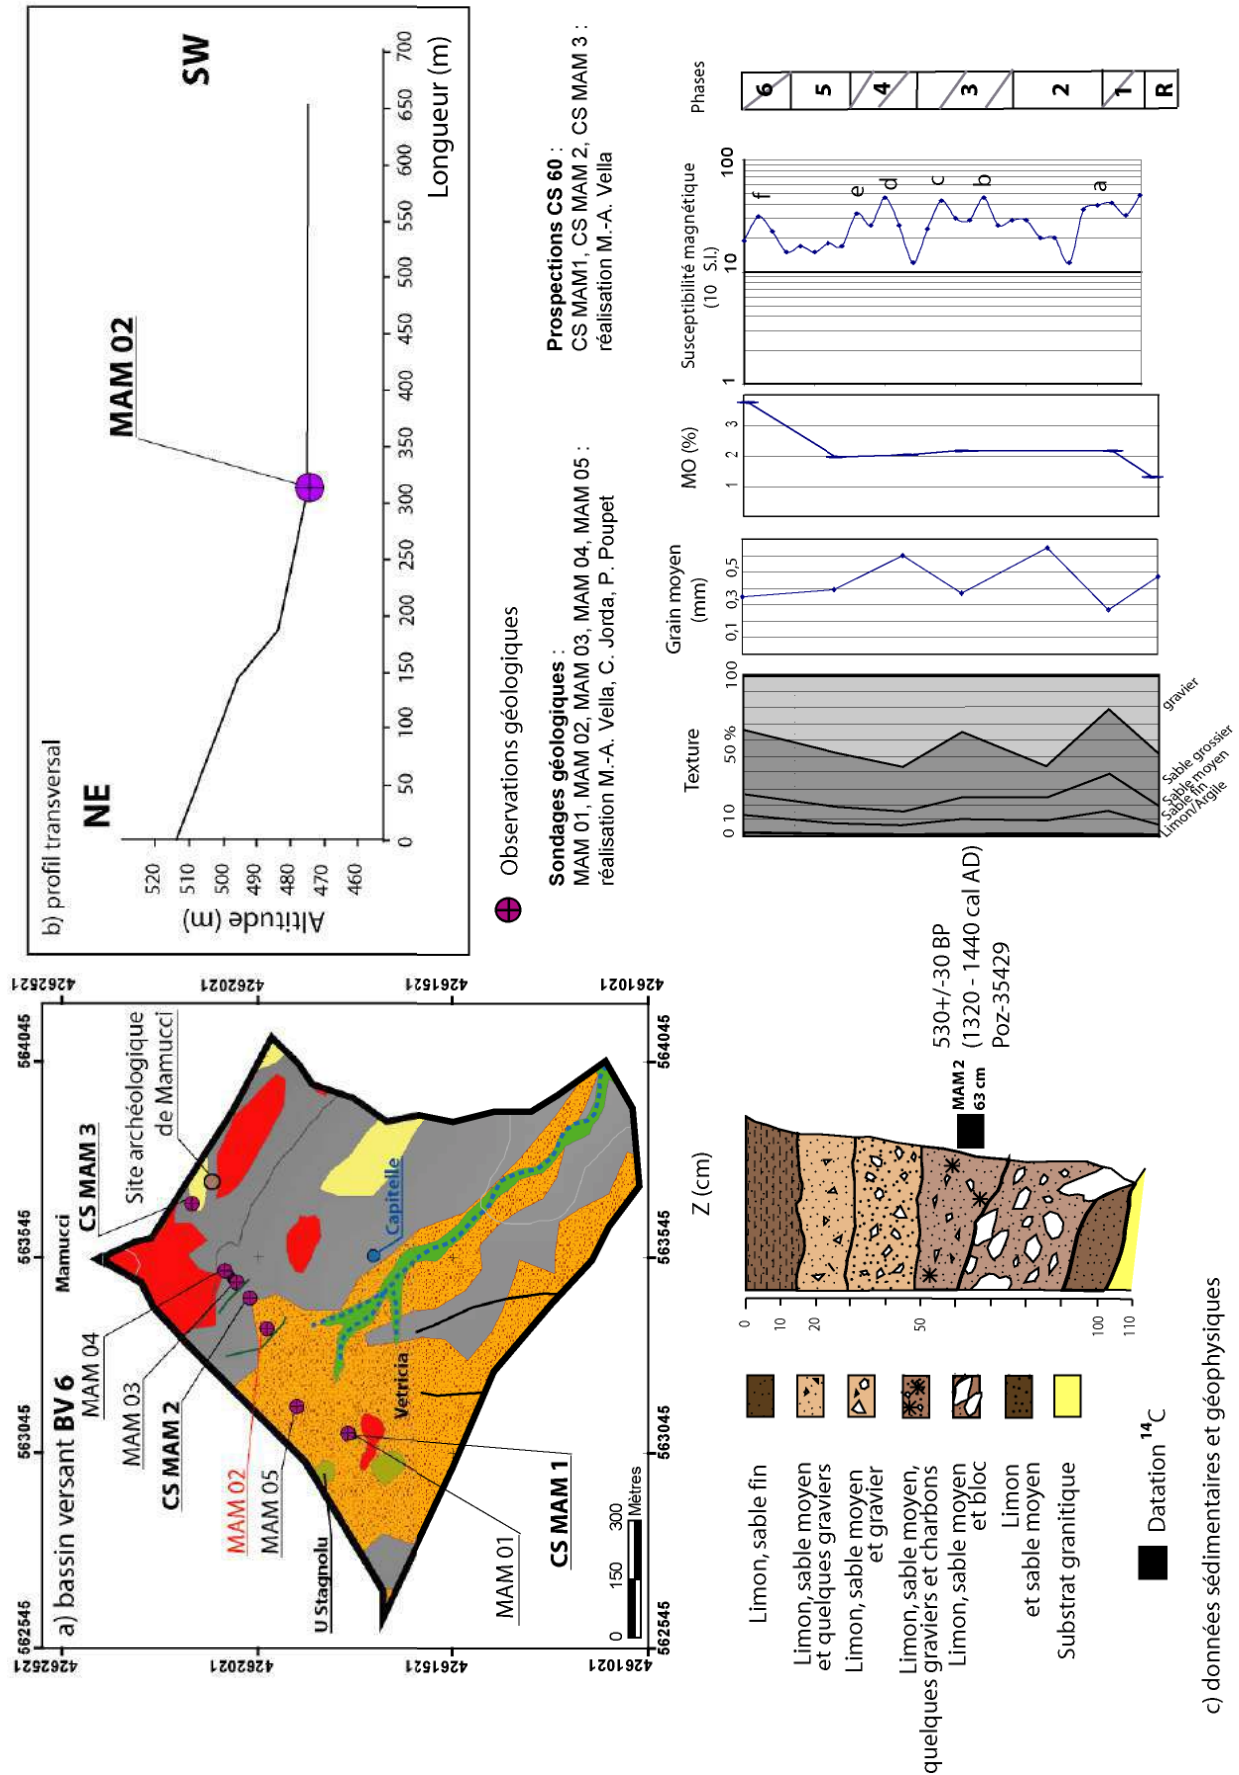 a) bassin versant BV 6
562545
563045
563545
564045
4262521
4262021
4261521
4261021
4262521
4262021
4261521
4261021
562545
563045
563545
564045
Mamucci
CS MAM 3
Site archéologique
de Mamucci
MAM 04
MAM 03
CS MAM 2
MAM 02
MAM 05
U Stagnolu
Vetricia
Capitelle
MAM 01
CS MAM 1
0 150 300
Mètres
b) profil transversal
NE
SW
MAM 02
Altitude (m)
520
510
500
490
480
470
460
0 50 100 150 200 250 300 350 400 450 500 550 600 650 700
Longueur (m)
Observations géologiques
Sondages géologiques :
MAM 01, MAM 02, MAM 03, MAM 04, MAM 05 :
réalisation M.-A. Vella, C. Jorda, P. Poupet
Prospections CS 60 :
CS MAM1, CS MAM 2, CS MAM 3 :
réalisation M.-A. Vella
Limon, sable fin
Limon, sable moyen
et quelques graviers
Limon, sable moyen
et gravier
Limon, sable moyen,
quelques graviers et charbons
Limon, sable moyen
et bloc
Limon
et sable moyen
Substrat granitique
Datation 14C
Z (cm)
0
10
20
50
100
110
MAM 2
63 cm
530+/-30 BP
(1320 - 1440 cal AD)
Poz-35429
Texture
0 10 50 % 100
gravier
Sable grossier
Sable moyen
Sable fin
Limon/Argile
Grain moyen
(mm)
0,1 0,3 0,5
MO (%)
1 2 3
Susceptibilité magnétique
(10 S.I.)
1 10 100
f
e
d
c
b
a
Phases
6
5
4
3
2
1
R
c) données sédimentaires et géophysiques